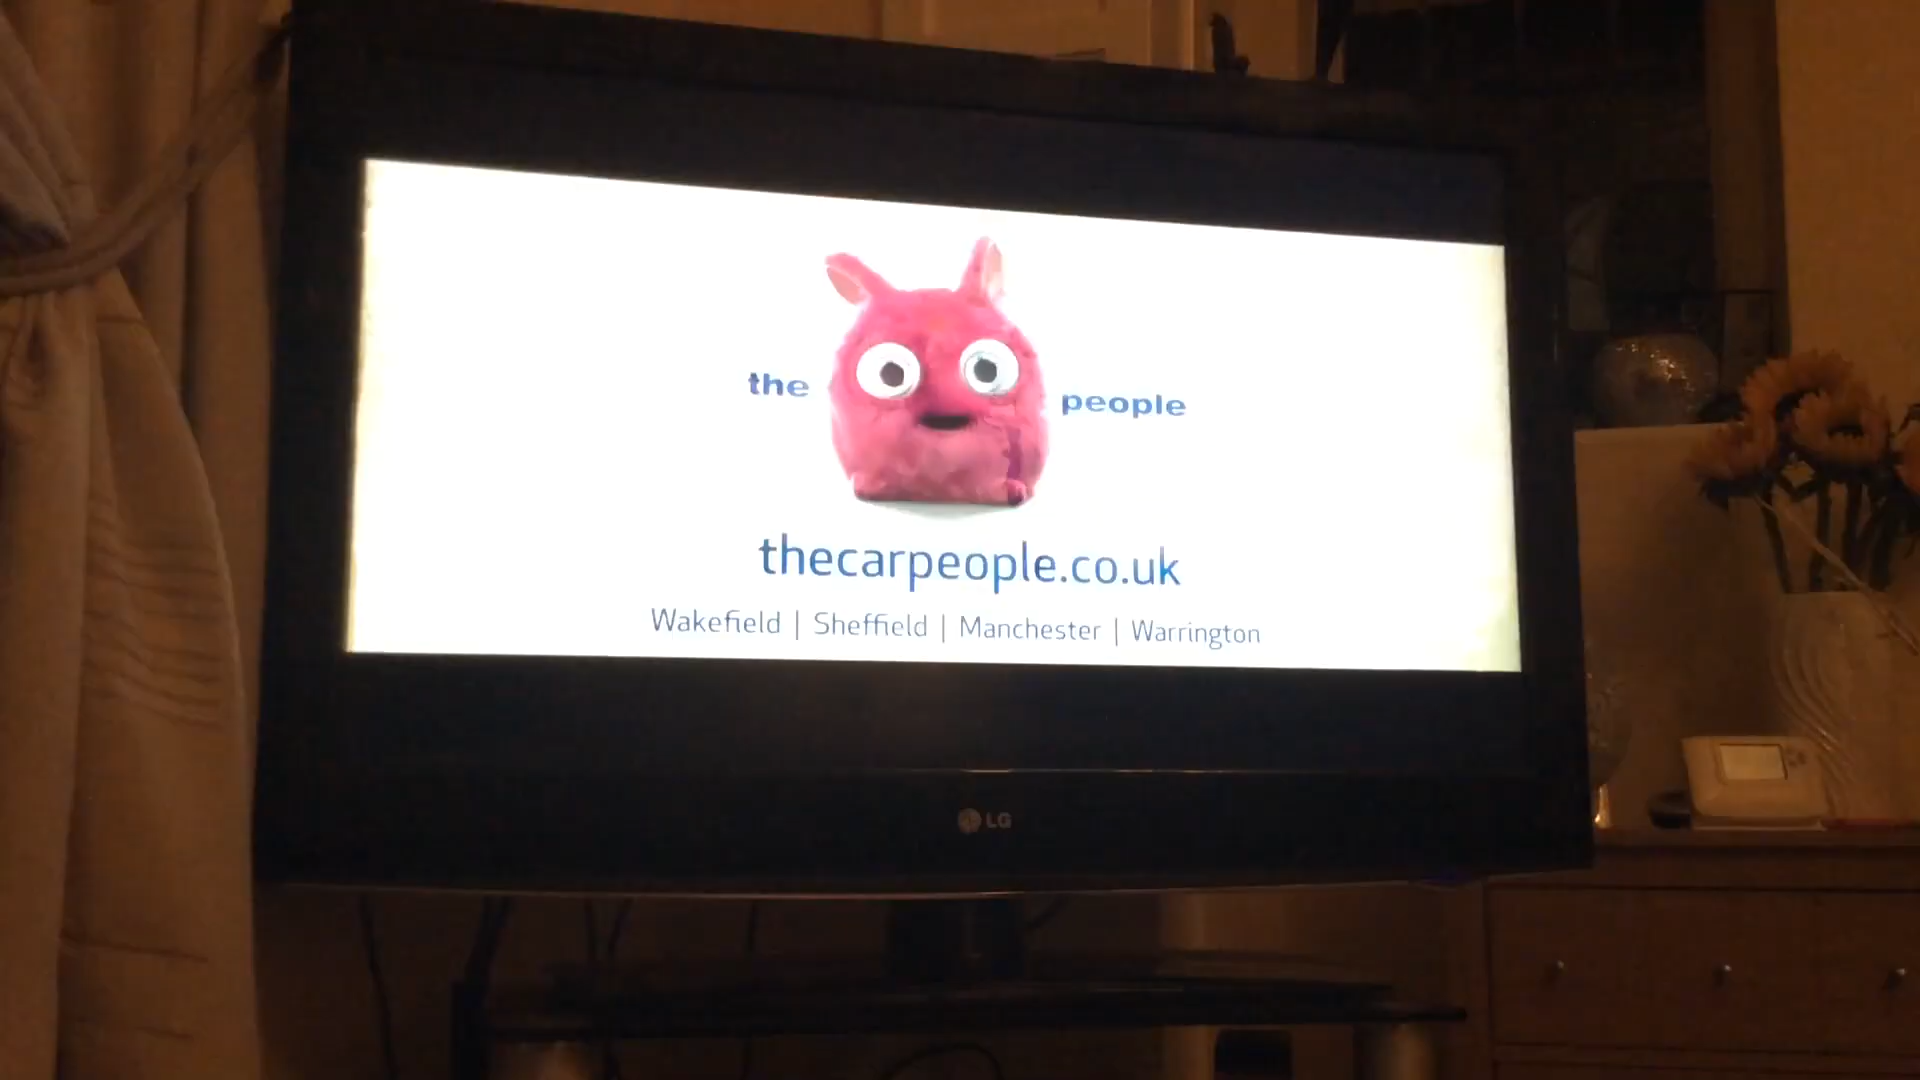 the people
thecarpeople.co.uk
Wakefield | Sheffield | Manchester | Warrington
LG